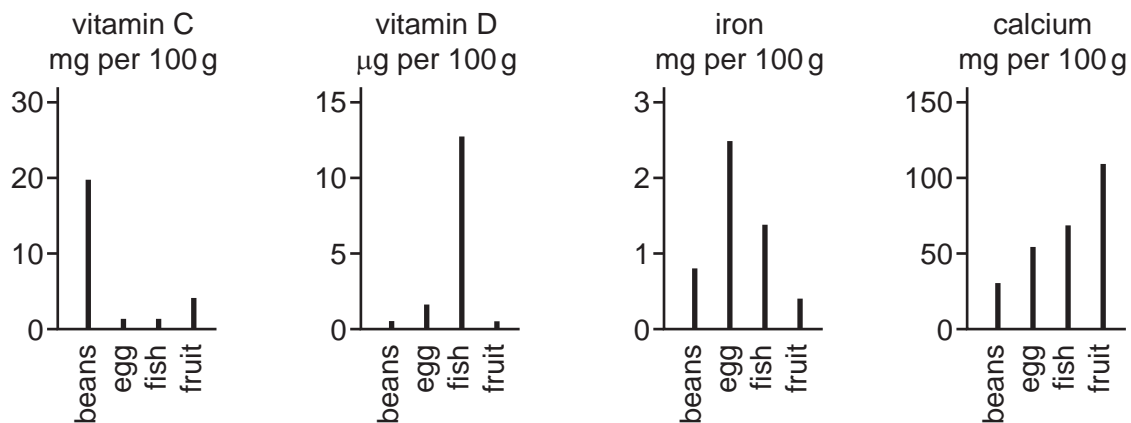 vitamin C
mg per 100 g
30
20
10
0
beans
egg
fish
fruit
vitamin D
µg per 100 g
15
10
5
0
beans
egg
fish
fruit
iron
mg per 100 g
3
2
1
0
beans
egg
fish
fruit
calcium
mg per 100 g
150
100
50
0
beans
egg
fish
fruit